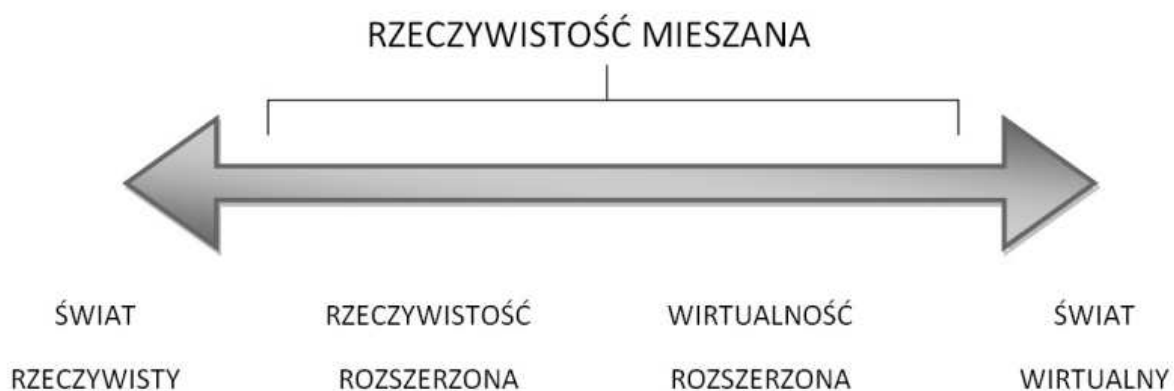 RZECZYWISTOŚĆ MIESZANA
ŚWIAT RZECZYWISTOŚĆ WIRTUALNOŚĆ ŚWIAT
RZECZYWISTY ROZSZERZONA ROZSZERZONA WIRTUALNY